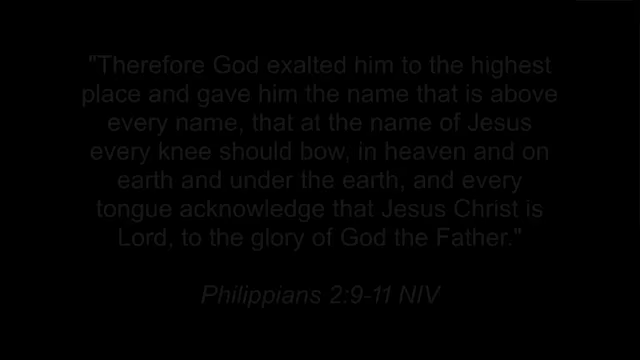 "Therefore God exalted him to the highest
place and gave him the name that is above
every name, that at the name of Jesus
every knee should bow, in heaven and on
earth and under the earth, and every
tongue acknowledge that Jesus Christ is
Lord, to the glory of God the Father."
Philippians 2:9-11 NIV